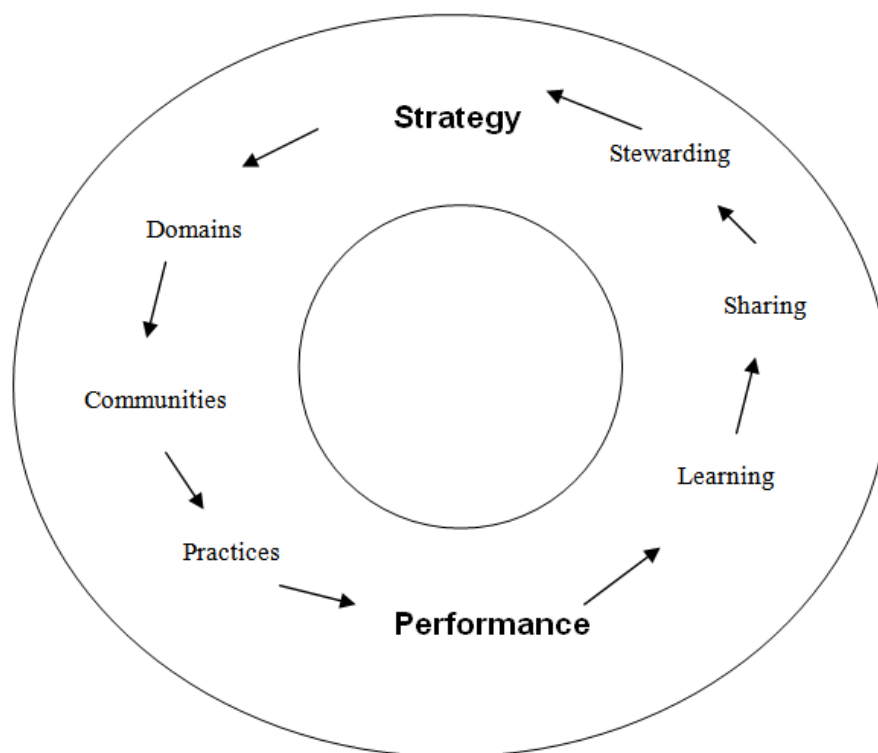 Strategy
Stewarding
Domains
Sharing
Communities
Learning
Practices
Performance